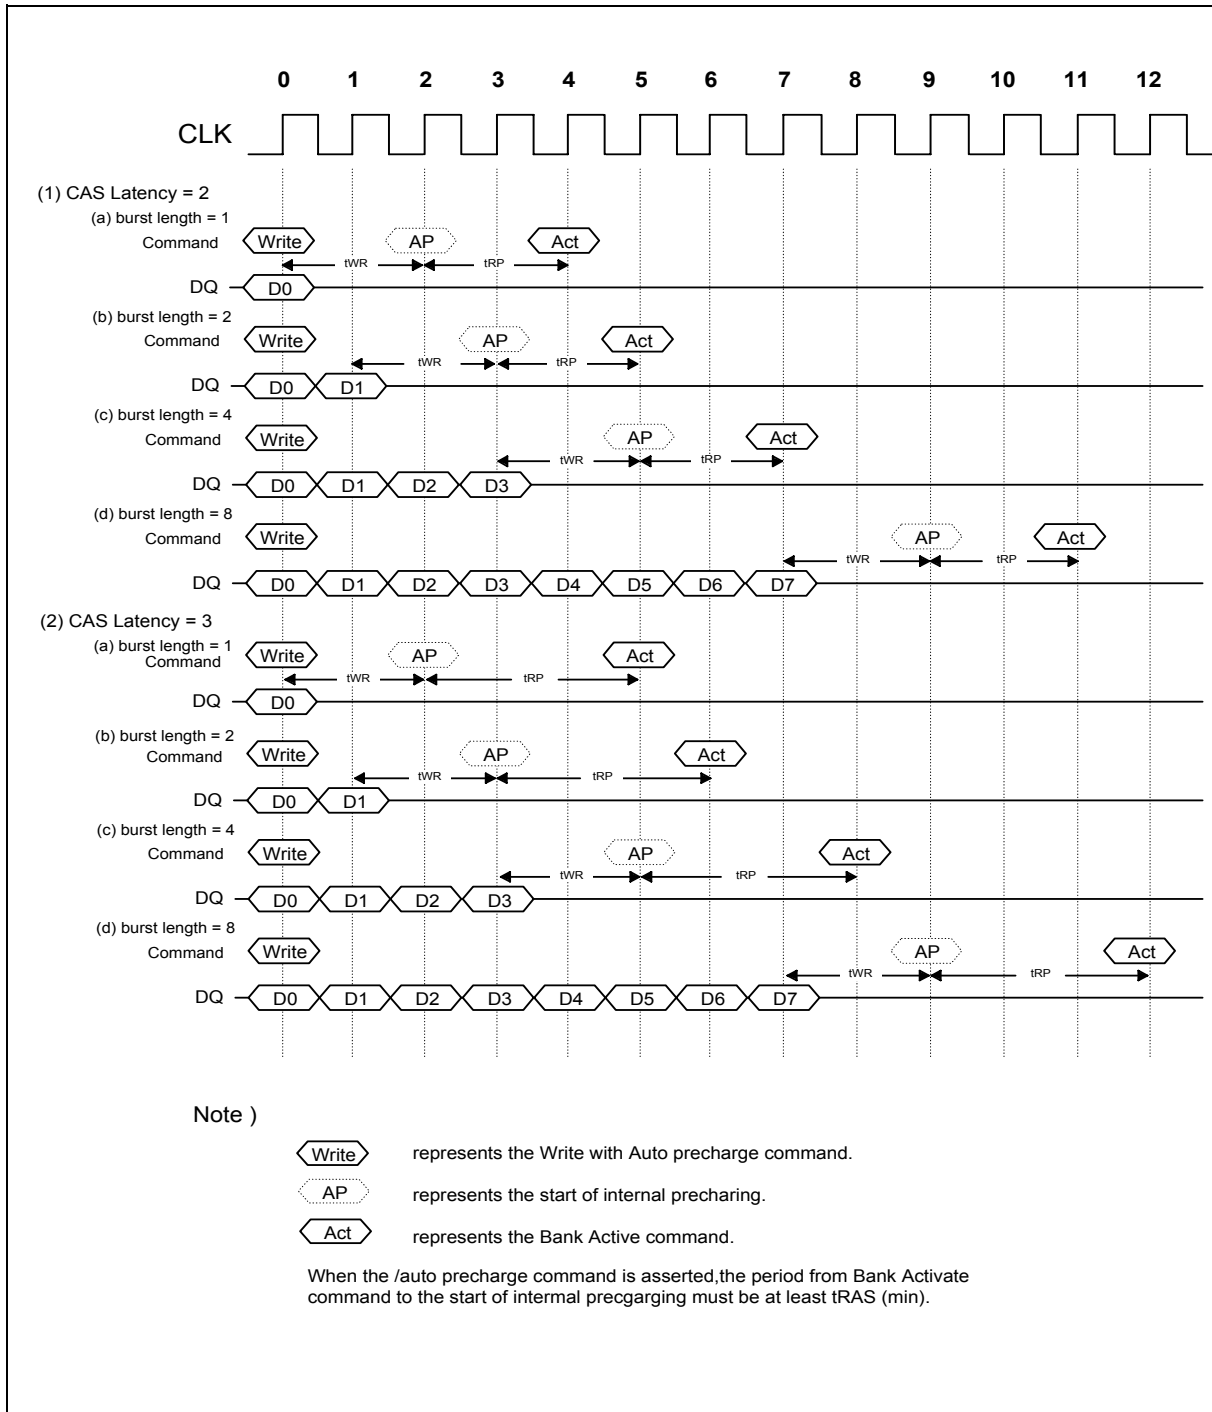 0 1 2 3 4 5 6 7 8 9 10 11 12
CLK
(1) CAS Latency = 2
(a) burst length = 1
Command Write AP Act
tWR tRP
DQ D0
(b) burst length = 2
Command Write AP Act
tWR tRP
DQ D0 D1
(c) burst length = 4
Command Write AP Act
tWR tRP
DQ D0 D1 D2 D3
(d) burst length = 8
Command Write AP Act
tWR tRP
DQ D0 D1 D2 D3 D4 D5 D6 D7
(2) CAS Latency = 3
(a) burst length = 1
Command Write AP Act
tWR tRP
DQ D0
(b) burst length = 2
Command Write AP Act
tWR tRP
DQ D0 D1
(c) burst length = 4
Command Write AP Act
tWR tRP
DQ D0 D1 D2 D3
(d) burst length = 8
Command Write AP Act
tWR tRP
DQ D0 D1 D2 D3 D4 D5 D6 D7
Note )
Write represents the Write with Auto precharge command.
AP represents the start of internal precharing.
Act represents the Bank Active command.
When the /auto precharge command is asserted,the period from Bank Activate
command to the start of intermal precgarging must be at least tRAS (min).